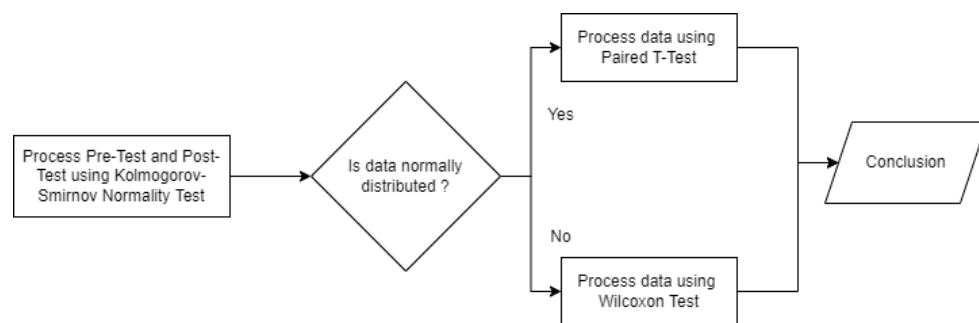 Process Pre-Test and Post-
Test using Kolmogorov-
Smirnov Normality Test
Is data normally
distributed ?
Yes
Process data using
Paired T-Test
No
Process data using
Wilcoxon Test
Conclusion